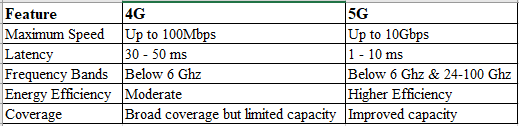 Feature 4G 5G
Maximum Speed Up to 100Mbps Up to 10Gbps
Latency 30 - 50 ms 1 - 10 ms
Frequency Bands Below 6 Ghz Below 6 Ghz & 24-100 Ghz
Energy Efficiency Moderate Higher Efficiency
Coverage Broad coverage but limited capacity Improved capacity